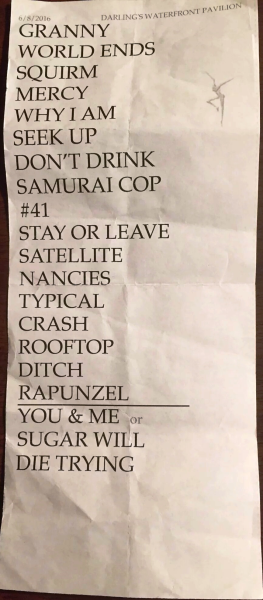 6/8/2016 DARLING'S WATERFRONT PAVILION
GRANNY
WORLD ENDS
SQUIRM
MERCY
WHY I AM
SEEK UP
DON'T DRINK
SAMURAI COP
#41
STAY OR LEAVE
SATELLITE
NANCIES
TYPICAL
CRASH
ROOFTOP
DITCH
RAPUNZEL
YOU & ME or
SUGAR WILL
DIE TRYING